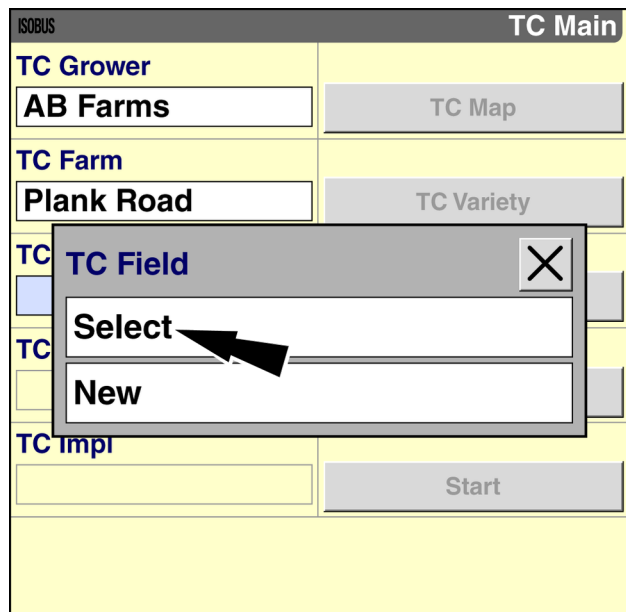 ISOBUS
TC Main
TC Grower
AB Farms
TC Map
TC Farm
Plank Road
TC Variety
TC
TC Field
Select
TC
New
TC Impl
Start